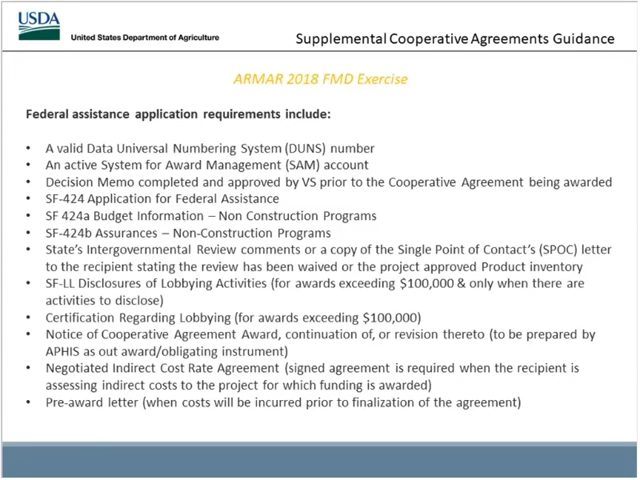 USDA
United States Department of Agriculture
Supplemental Cooperative Agreements Guidance
ARMAR 2018 FMD Exercise
Federal assistance application requirements include:
• A valid Data Universal Numbering System (DUNS) number
• An active System for Award Management (SAM) account
• Decision Memo completed and approved by VS prior to the Cooperative Agreement being awarded
• SF-424 Application for Federal Assistance
• SF 424a Budget Information – Non Construction Programs
• SF-424b Assurances – Non-Construction Programs
• State's Intergovernmental Review comments or a copy of the Single Point of Contact's (SPOC) letter
to the recipient stating the review has been waived or the project approved Product inventory
• SF-LL Disclosures of Lobbying Activities (for awards exceeding $100,000 & only when there are
activities to disclose)
• Certification Regarding Lobbying (for awards exceeding $100,000)
• Notice of Cooperative Agreement Award, continuation of, or revision thereto (to be prepared by
APHIS as out award/obligating instrument)
• Negotiated Indirect Cost Rate Agreement (signed agreement is required when the recipient is
assessing indirect costs to the project for which funding is awarded)
• Pre-award letter (when costs will be incurred prior to finalization of the agreement)